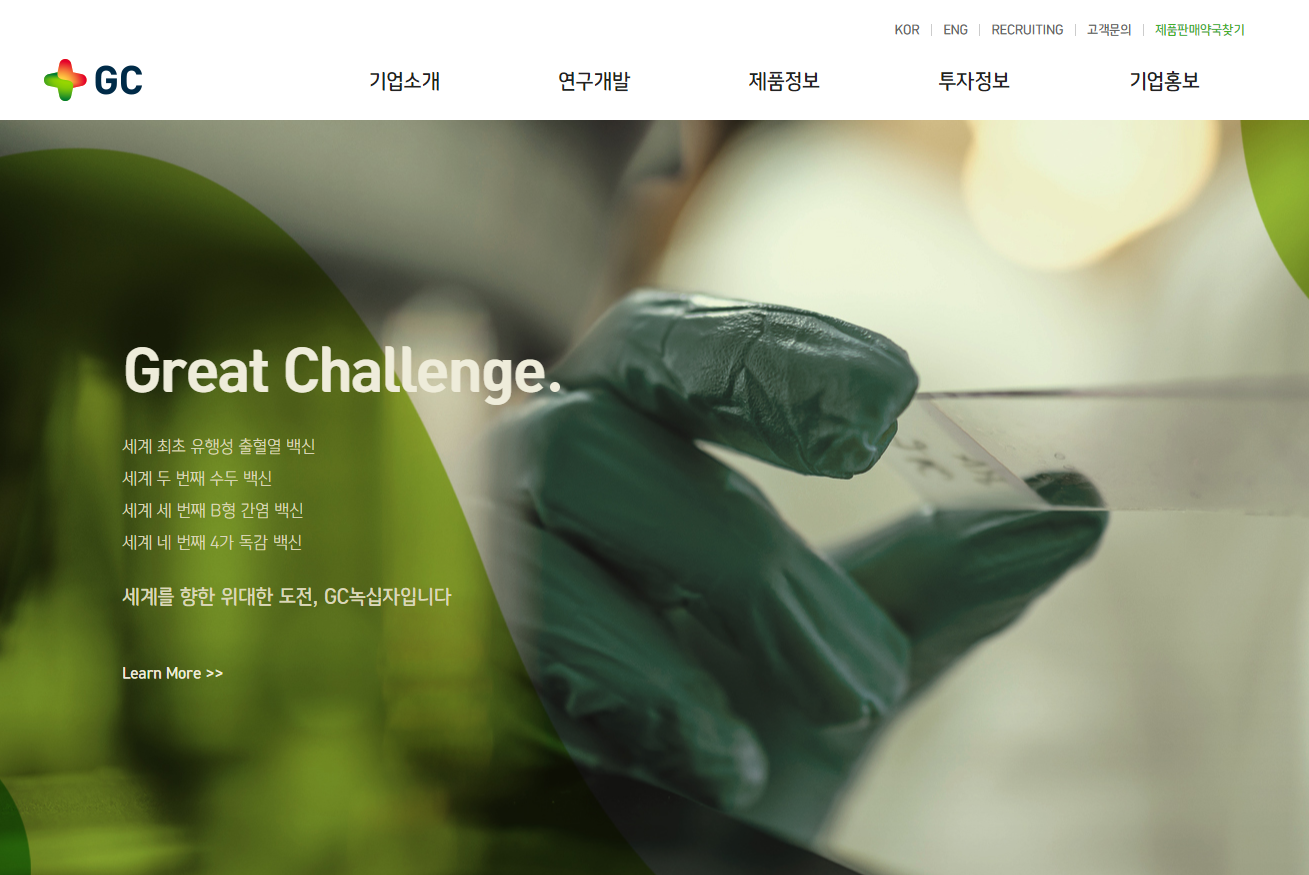 KOR ENG RECRUITING 고객문의 제품판매약국찾기
GC 기업소개 연구개발 제품정보 투자정보 기업홍보
Great Challenge.
세계 최초 유행성 출혈열 백신
세계 두 번째 수두 백신
세계 세 번째 B형 간염 백신
세계 네 번째 4가 독감 백신
세계를 향한 위대한 도전, GC녹십자입니다
Learn More >>